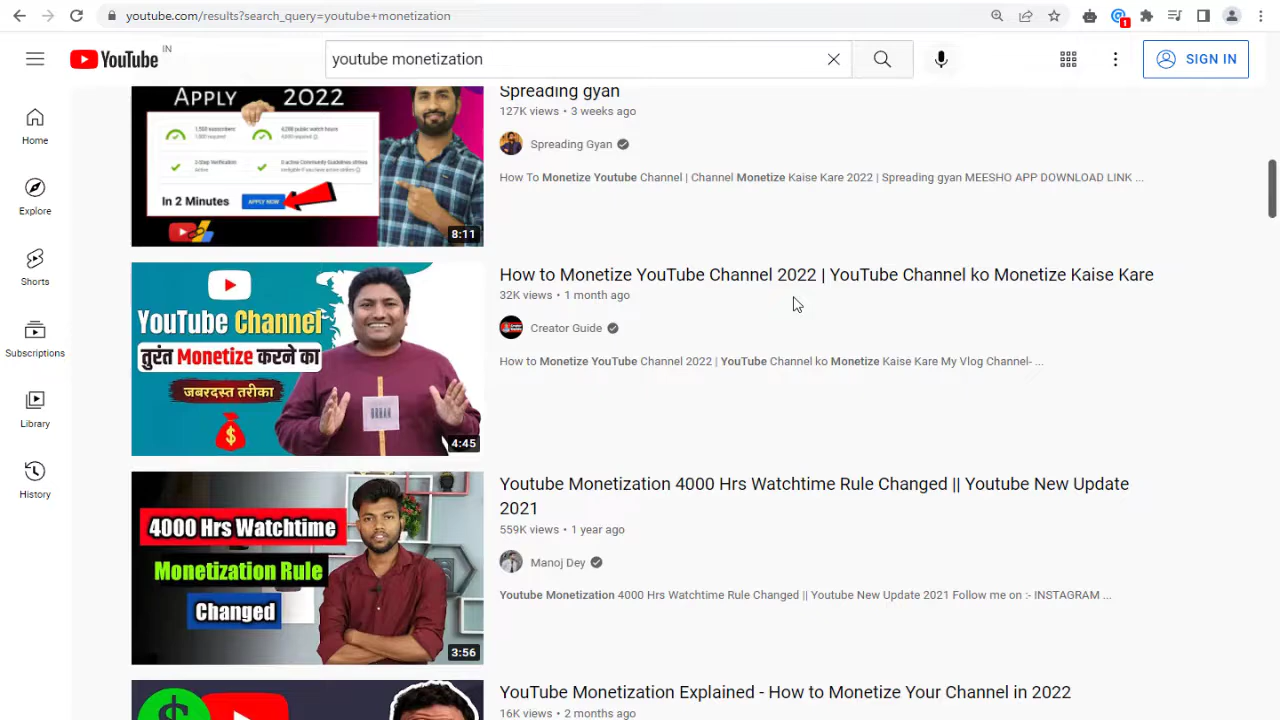 youtube.com/results?search_query=youtube+monetization
1
YouTube IN
youtube monetization
SIGN IN
Home
Explore
Shorts
Subscriptions
Library
History
APPLY 2022
In 2 Minutes
APPLY NOW
8:11
Spreading gyan
127K views • 3 weeks ago
Spreading Gyan
How To Monetize Youtube Channel | Channel Monetize Kaise Kare 2022 | Spreading gyan MEESHO APP DOWNLOAD LINK ...
YouTube Channel
तुरंत Monetize करने का
जबरदस्त तरीका
$
4:45
How to Monetize YouTube Channel 2022 | YouTube Channel ko Monetize Kaise Kare
32K views • 1 month ago
Creator Guide
How to Monetize YouTube Channel 2022 | YouTube Channel ko Monetize Kaise Kare My Vlog Channel- ...
4000 Hrs Watchtime
Monetization Rule
Changed
3:56
Youtube Monetization 4000 Hrs Watchtime Rule Changed || Youtube New Update
2021
559K views • 1 year ago
Manoj Dey
Youtube Monetization 4000 Hrs Watchtime Rule Changed || Youtube New Update 2021 Follow me on :- INSTAGRAM ...
$
YouTube Monetization Explained - How to Monetize Your Channel in 2022
16K views • 2 months ago